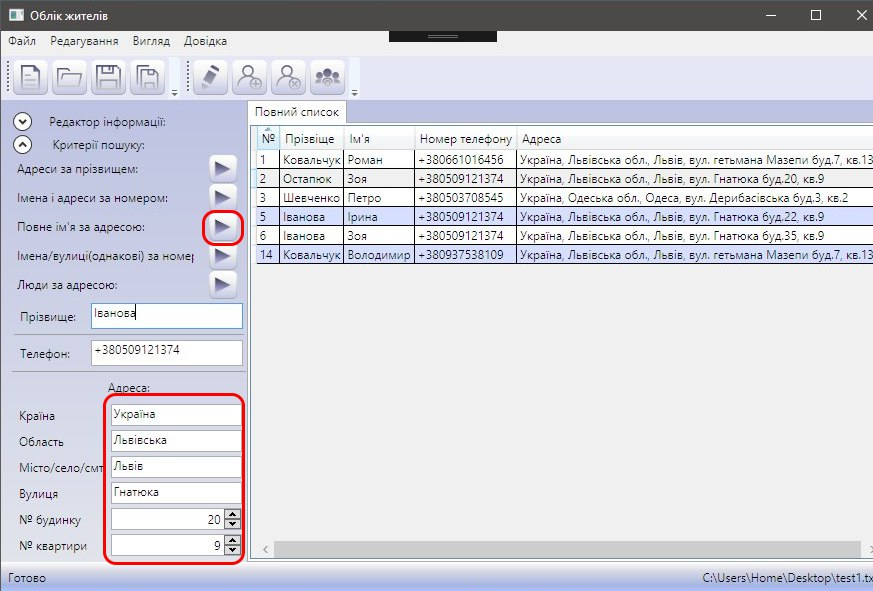 Облік жителів
Файл Редагування Вигляд Довідка
Редактор інформації:
Критерії пошуку:
Адреси за прізвищем:
Імена і адреси за номером:
Повне ім'я за адресою:
Імена/вулиці(однакові) за номер
Люди за адресою:
Прізвище: Іванова
Телефон: +380509121374
Адреса:
Країна Україна
Область Львівська
Місто/село/смт Львів
Вулиця Гнатюка
№ будинку 20
№ квартири 9
Повний список
№ Прізвище Ім'я Номер телефону Адреса
1 Ковальчук Роман +380661016456 Україна, Львівська обл., Львів, вул. гетьмана Мазепи буд.7, кв.13
2 Остапюк Зоя +380509121374 Україна, Львівська обл., Львів, вул. Гнатюка буд.20, кв.9
3 Шевченко Петро +380503708545 Україна, Одеська обл., Одеса, вул. Дерибасівська буд.3, кв.2
5 Іванова Ірина +380509121374 Україна, Львівська обл., Львів, вул. Гнатюка буд.22, кв.9
6 Іванова Зоя +380509121374 Україна, Львівська обл., Львів, вул. Гнатюка буд.35, кв.9
14 Ковальчук Володимир +380937538109 Україна, Львівська обл., Львів, вул. гетьмана Мазепи буд.7, кв.13
Готово C:\Users\Home\Desktop\test1.tx